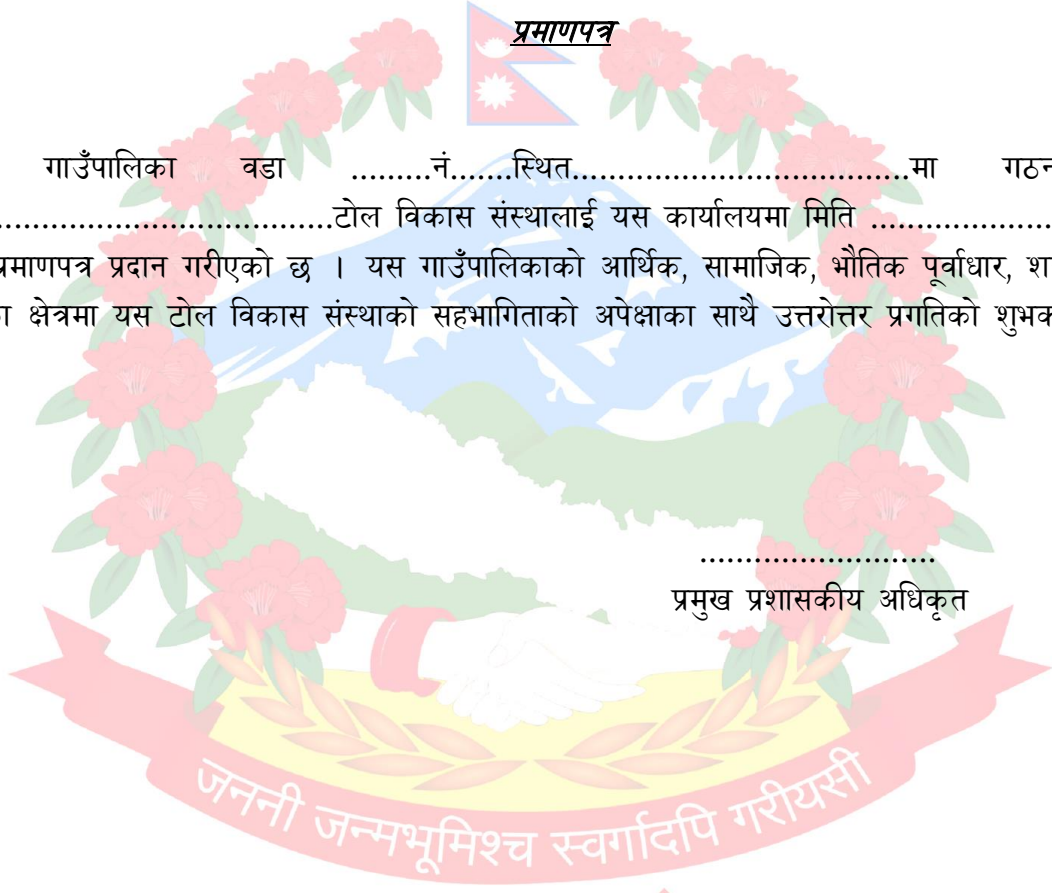 प्रमाणपत्र
गाउँपालिका वडा .........नं.......स्थित.....................................मा गठन
.....................................टोल विकास संस्थालाई यस कार्यालयमा मिति ....................
प्रमाणपत्र प्रदान गरीएको छ । यस गाउँपालिकाको आर्थिक, सामाजिक, भौतिक पूर्वाधार,
क्षेत्रमा यस टोल विकास संस्थाको सहभागिताको अपेक्षाका साथै उत्तरोत्तर प्रगतिको
..........................
प्रमुख प्रशासकीय अधिकृत
जननी जन्मभूमिश्च स्वर्गादपि गरीयसी